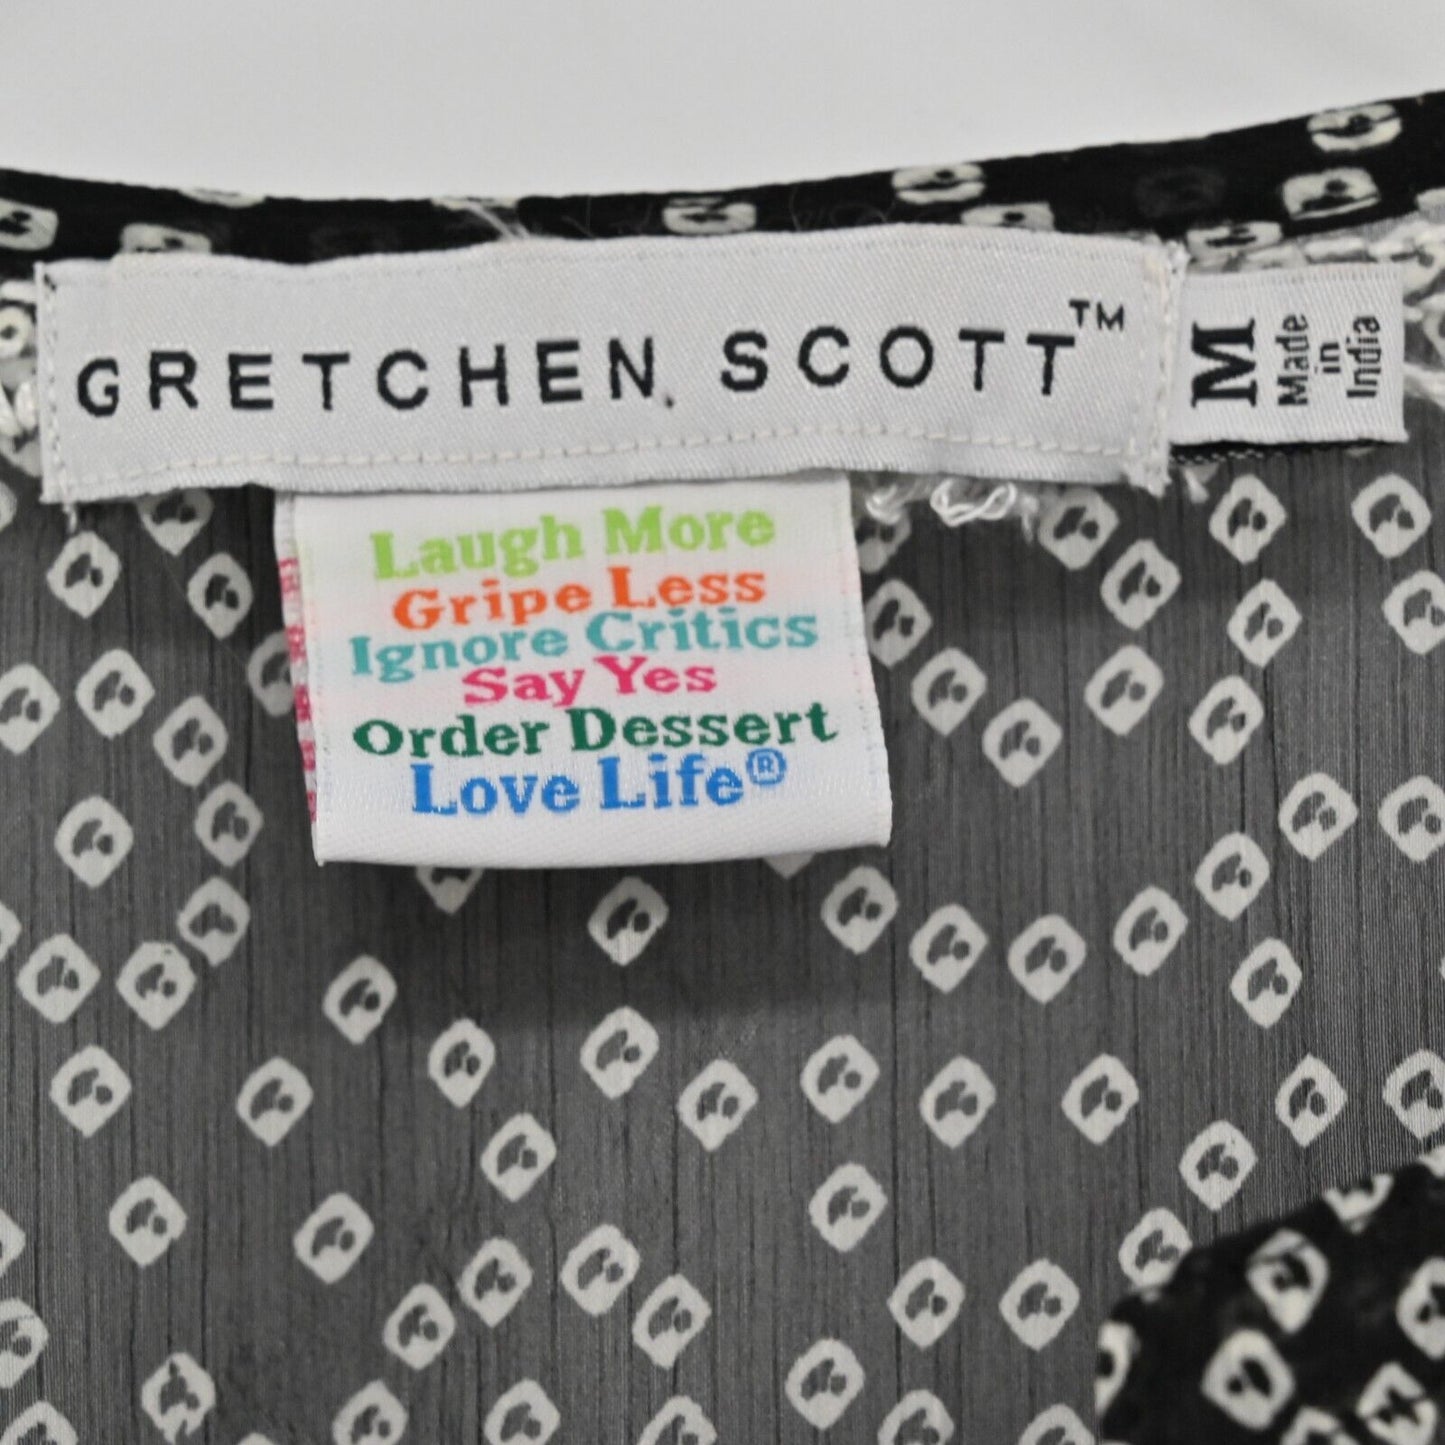 GRETCHEN SCOTT™
M
Made
in
India
Laugh More
Gripe Less
Ignore Critics
Say Yes
Order Dessert
Love Life®